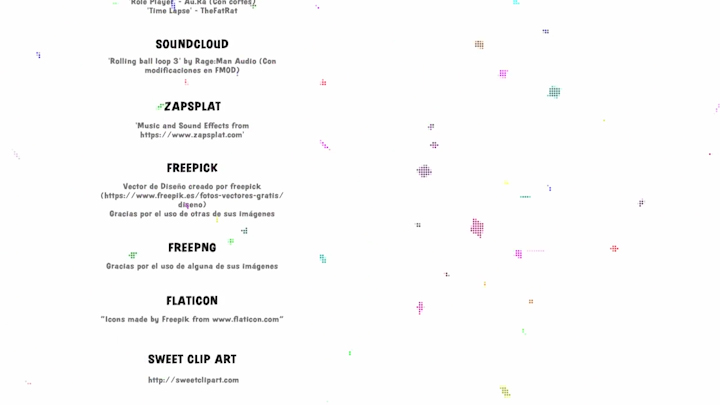 Role Player - Au.Ra (Con cortes)
'Time Lapse' - TheFatRat
SOUNDCLOUD
'Rolling ball loop 3' by Rage:Man Audio (Con
modificaciones en FMOD)
ZAPSPLAT
'Music and Sound Effects from
https://www.zapsplat.com'
FREEPICK
Vector de Diseño creado por freepick
(https://www.freepik.es/fotos-vectores-gratis/
diseno)
Gracias por el uso de otras de sus imágenes
FREEPNG
Gracias por el uso de alguna de sus imágenes
FLATICON
"Icons made by Freepik from www.flaticon.com"
SWEET CLIP ART
http://sweetclipart.com